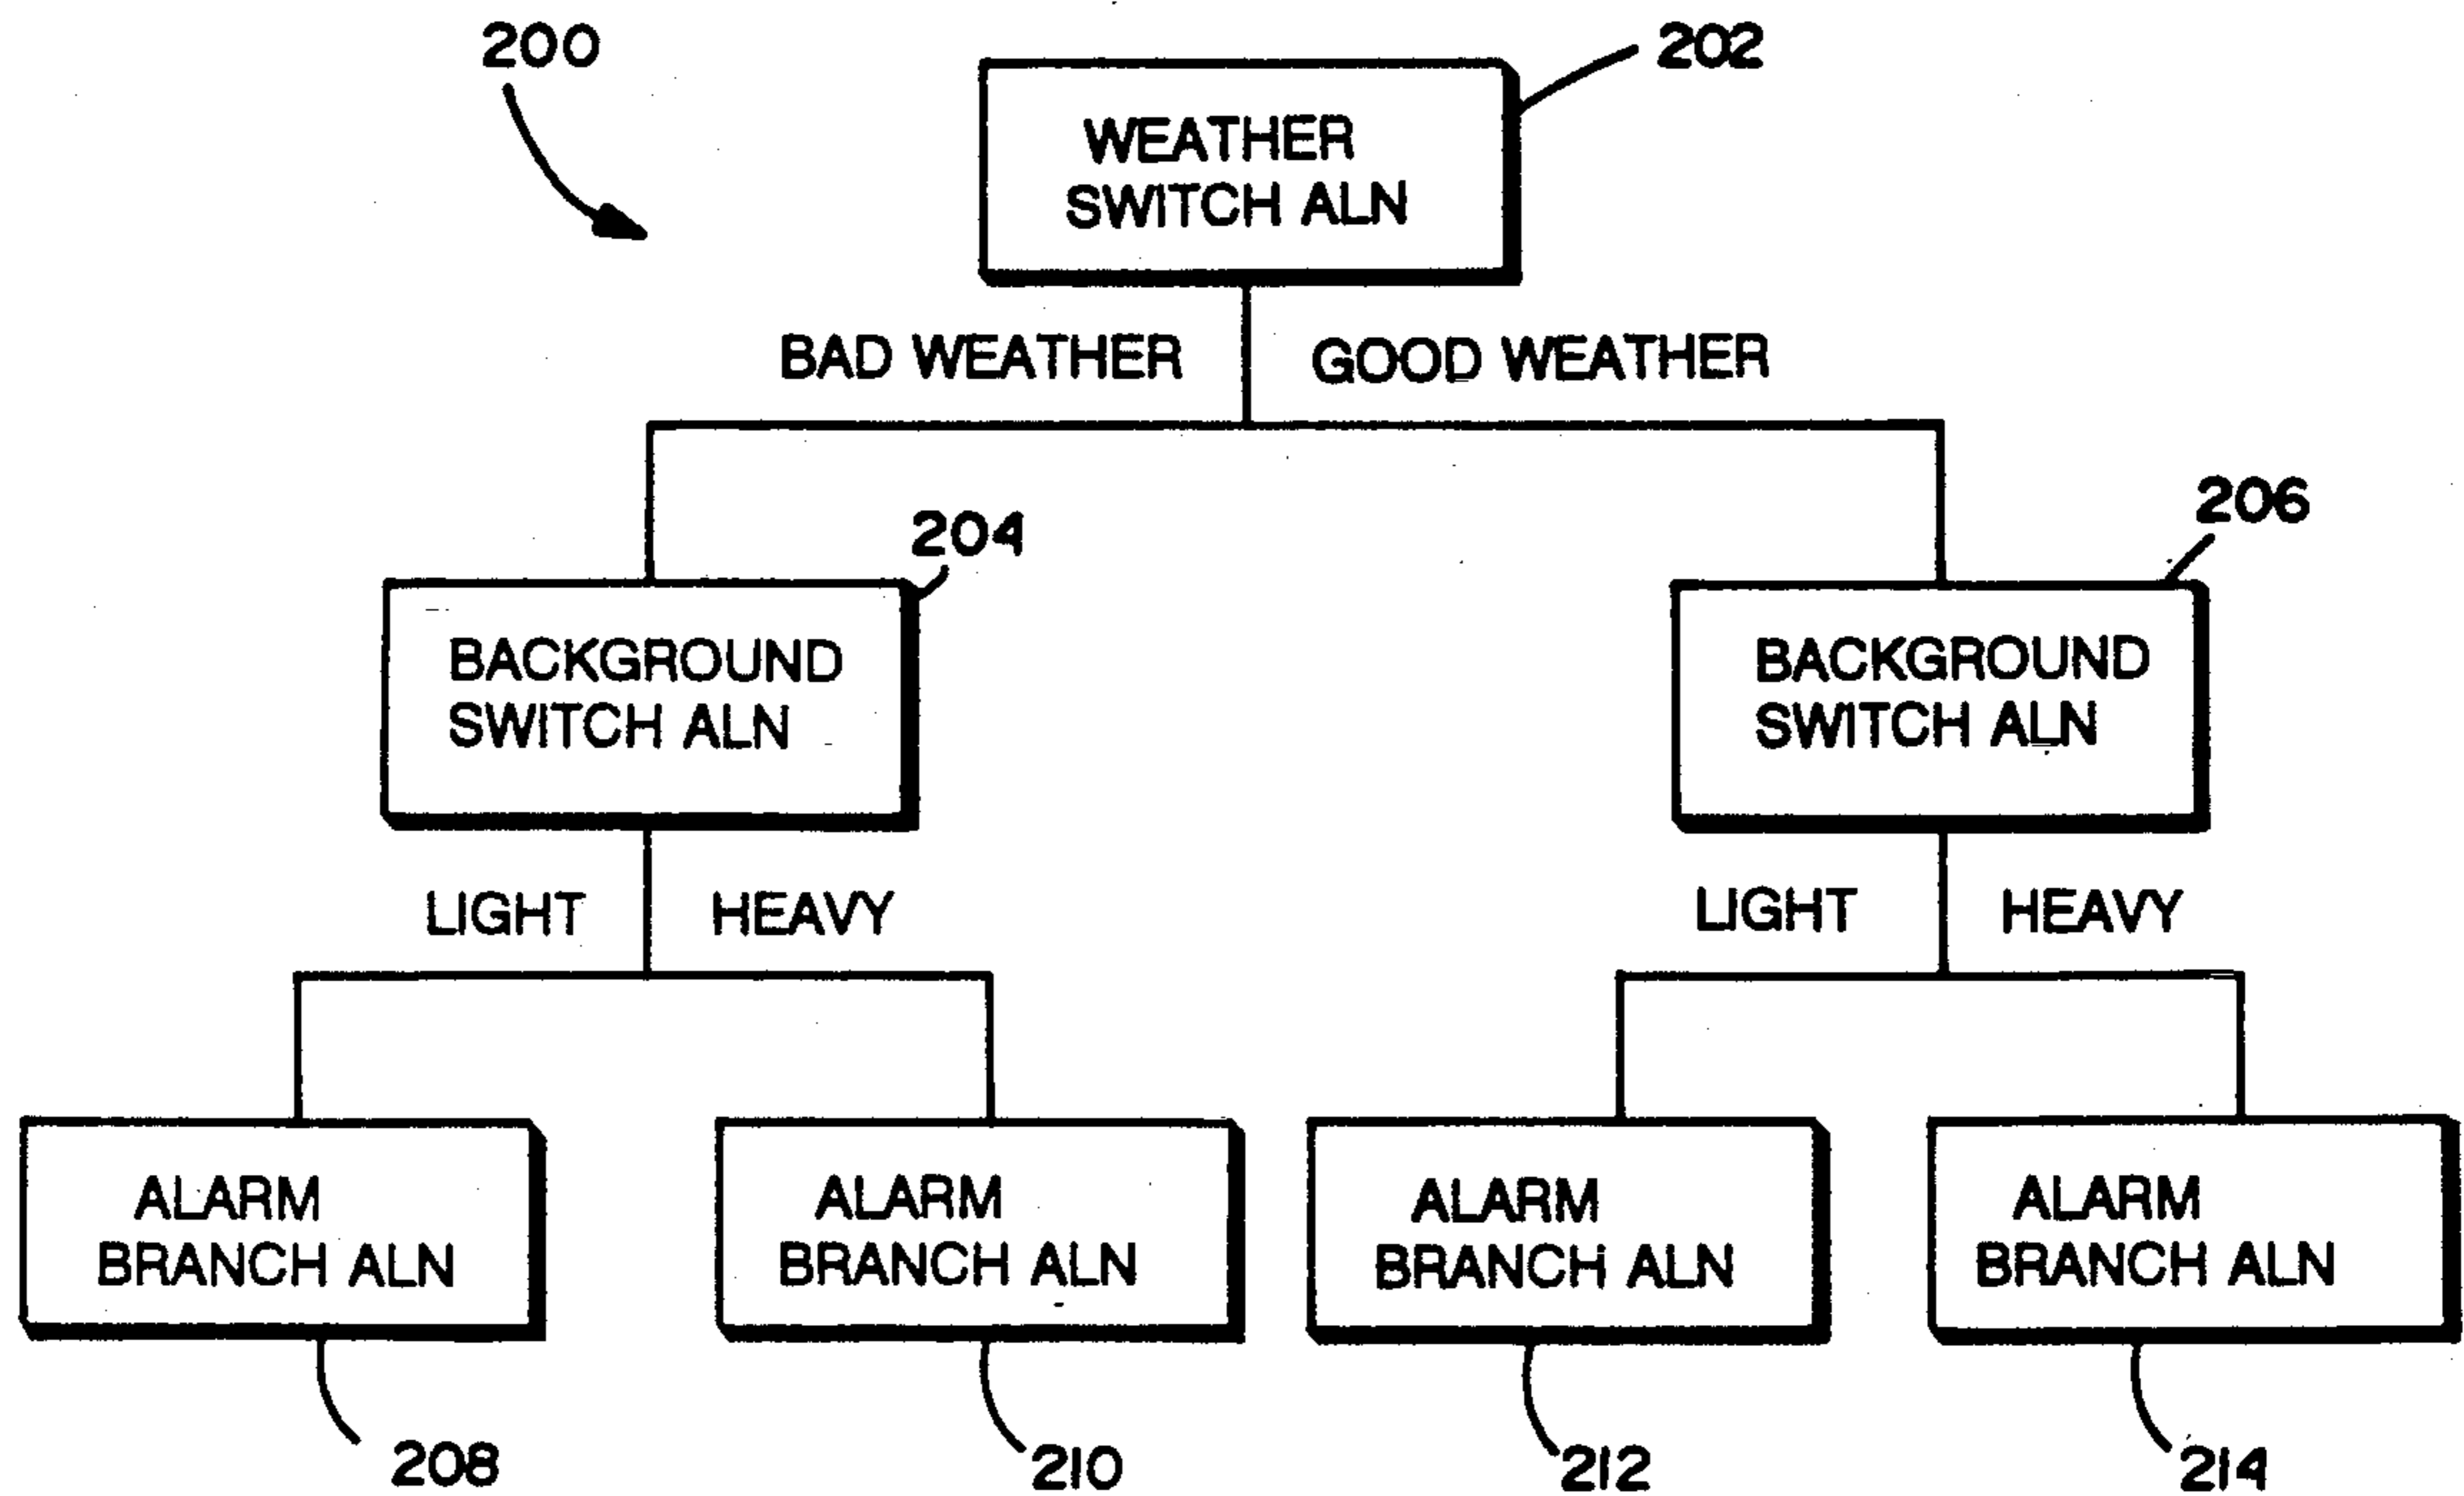 200
202
WEATHER
SWITCH ALN
BAD WEATHER
GOOD WEATHER
204
206
BACKGROUND
SWITCH ALN
BACKGROUND
SWITCH ALN
LIGHT
HEAVY
LIGHT
HEAVY
ALARM
BRANCH ALN
ALARM
BRANCH ALN
ALARM
BRANCH ALN
ALARM
BRANCH ALN
208
210
212
214